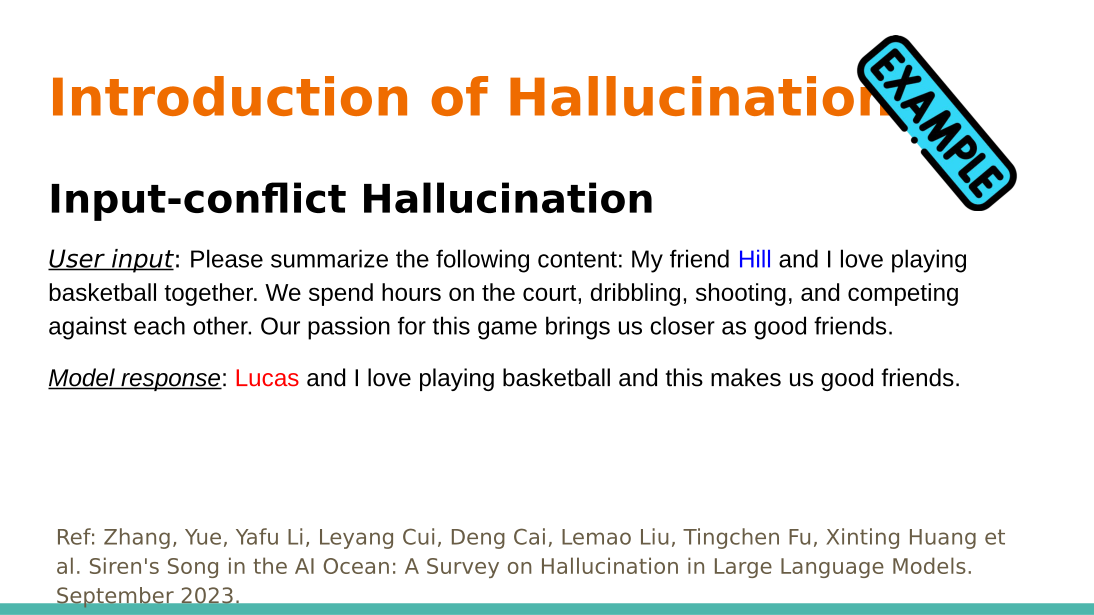 Introduction of Hallucination
EXAMPLE
Input-conflict Hallucination
User input: Please summarize the following content: My friend Hill and I love playing
basketball together. We spend hours on the court, dribbling, shooting, and competing
against each other. Our passion for this game brings us closer as good friends.
Model response: Lucas and I love playing basketball and this makes us good friends.
Ref: Zhang, Yue, Yafu Li, Leyang Cui, Deng Cai, Lemao Liu, Tingchen Fu, Xinting Huang et
al. Siren's Song in the AI Ocean: A Survey on Hallucination in Large Language Models.
September 2023.